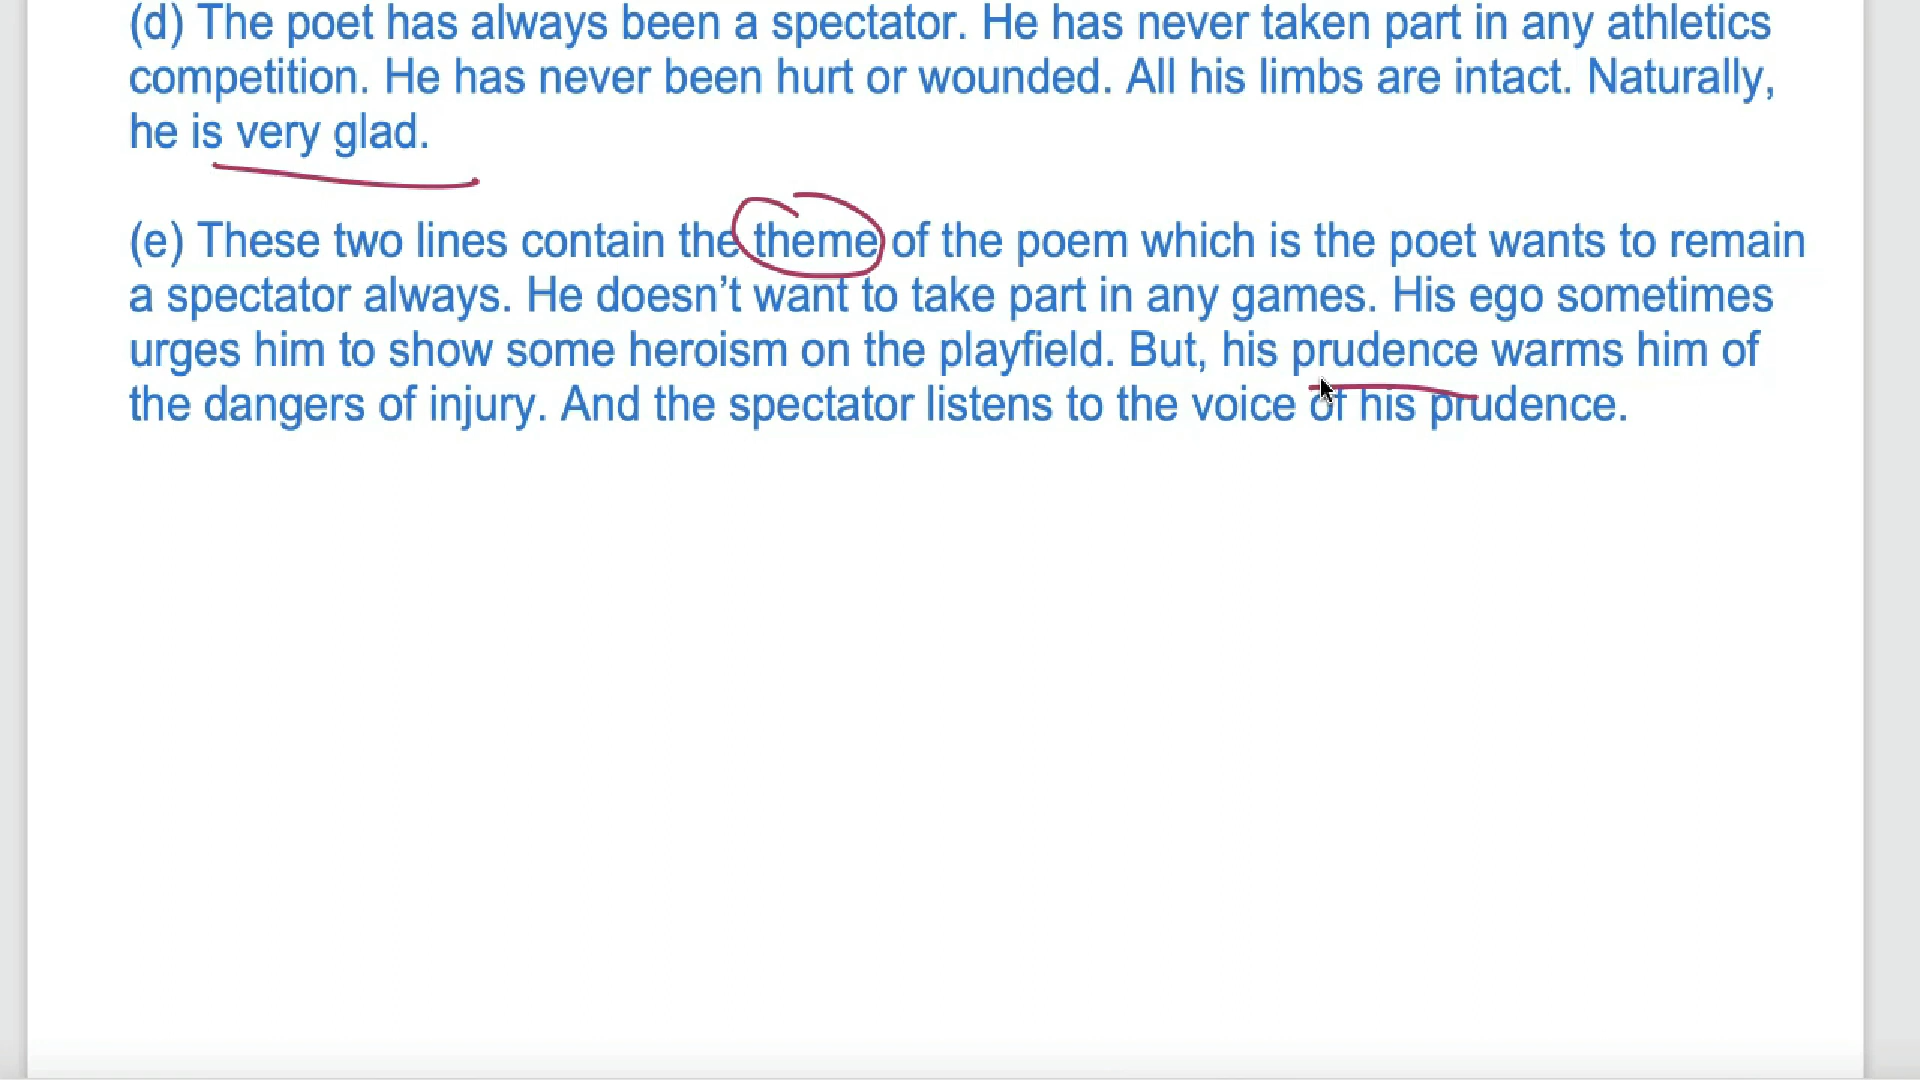 (d) The poet has always been a spectator. He has never taken part in any athletics
competition. He has never been hurt or wounded. All his limbs are intact. Naturally,
he is very glad.
(e) These two lines contain the theme of the poem which is the poet wants to remain
a spectator always. He doesn’t want to take part in any games. His ego sometimes
urges him to show some heroism on the playfield. But, his prudence warms him of
the dangers of injury. And the spectator listens to the voice of his prudence.